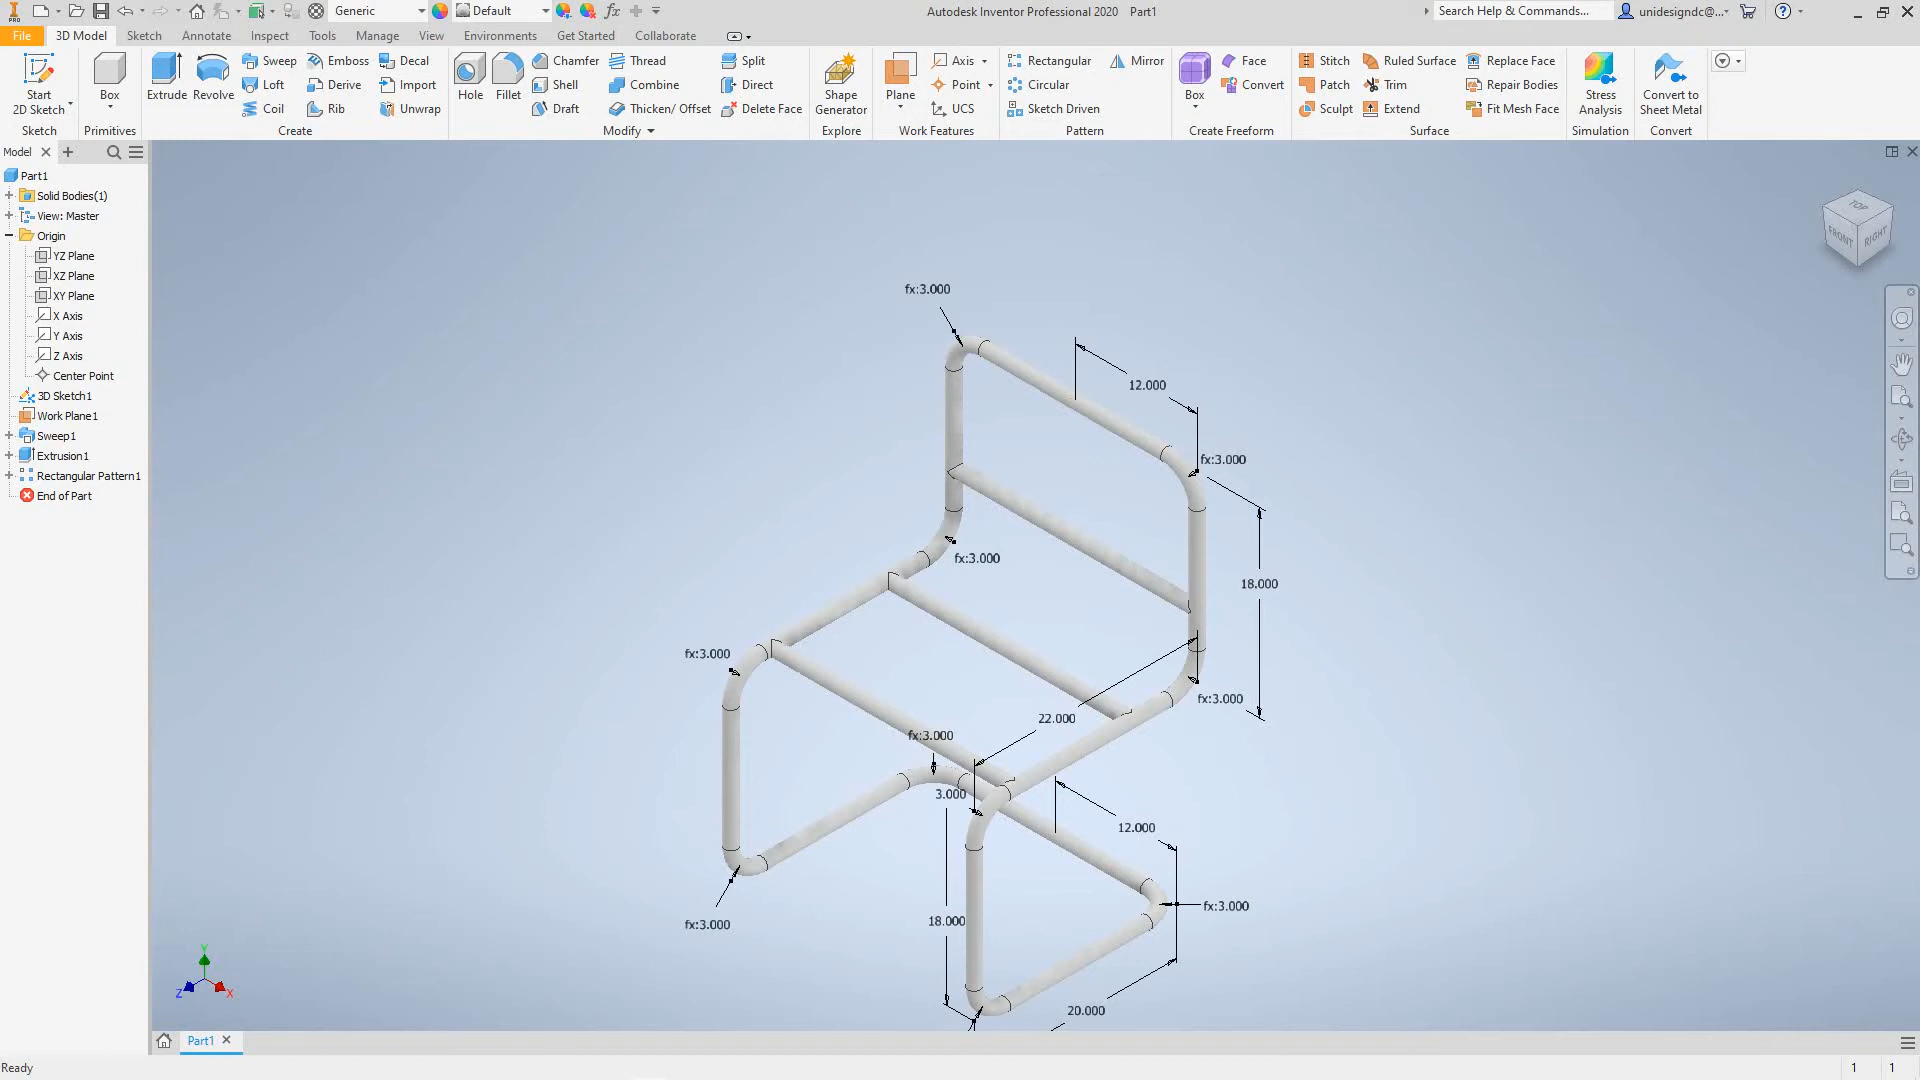 Generic
Default
fx
Autodesk Inventor Professional 2020 Part1
Search Help & Commands...
unidesigndc@...
PRO
File
3D Model
Sketch
Annotate
Inspect
Tools
Manage
View
Environments
Get Started
Collaborate
Start
2D Sketch
Sketch
Box
Primitives
Extrude
Revolve
Sweep
Loft
Coil
Emboss
Derive
Rib
Decal
Import
Unwrap
Create
Hole
Fillet
Chamfer
Shell
Draft
Thread
Combine
Thicken/ Offset
Split
Direct
Delete Face
Modify
Shape
Generator
Explore
Plane
Axis
Point
UCS
Work Features
Rectangular
Circular
Sketch Driven
Mirror
Pattern
Box
Face
Convert
Create Freeform
Stitch
Patch
Sculpt
Ruled Surface
Trim
Extend
Replace Face
Repair Bodies
Fit Mesh Face
Surface
Stress
Analysis
Simulation
Convert to
Sheet Metal
Convert
Model
Part1
Solid Bodies(1)
View: Master
Origin
YZ Plane
XZ Plane
XY Plane
X Axis
Y Axis
Z Axis
Center Point
3D Sketch1
Work Plane1
Sweep1
Extrusion1
Rectangular Pattern1
End of Part
TOP
FRONT
RIGHT
fx:3.000
12.000
fx:3.000
fx:3.000
18.000
fx:3.000
fx:3.000
22.000
fx:3.000
3.000
12.000
fx:3.000
18.000
fx:3.000
20.000
Y
Z
X
Part1
Ready
1
1